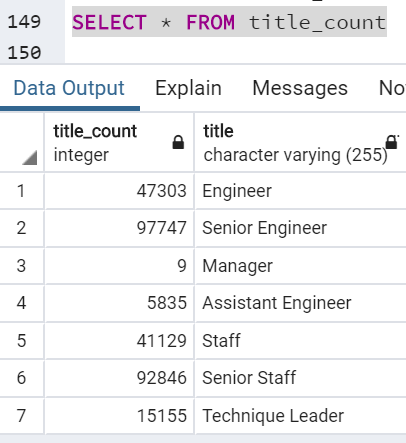 149 SELECT * FROM title_count
150
Data Output Explain Messages No
title_count title
integer character varying (255)
1 47303 Engineer
2 97747 Senior Engineer
3 9 Manager
4 5835 Assistant Engineer
5 41129 Staff
6 92846 Senior Staff
7 15155 Technique Leader